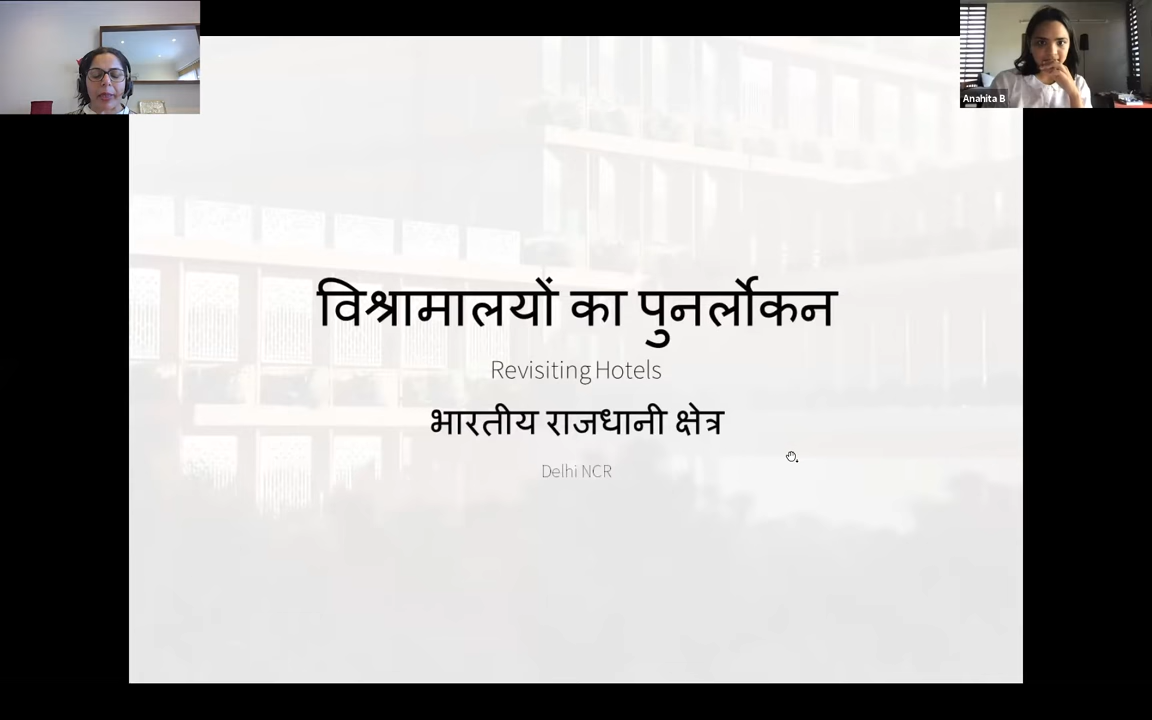 Anahita B
विश्रामालयों का पुनर्लोकन
Revisiting Hotels
भारतीय राजधानी क्षेत्र
Delhi NCR